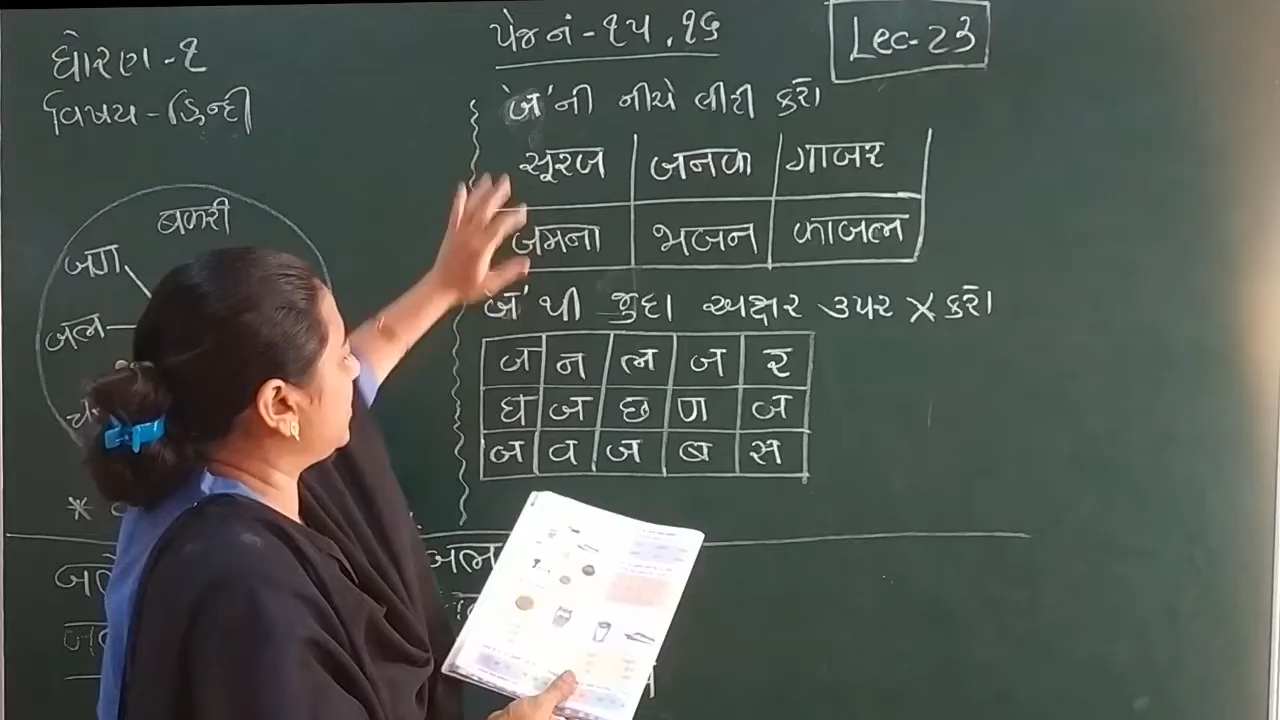 ધોરણ-૧
વિષય-હિન્દી
પેજ નં-૧૫,૧૬
Lec-23
'ज'ની નીચે લીટી કરો
सूरज जनक गाजर
जमना भजन काजल
'ज'થી જુદા અક્ષર ઉપર X કરો
ज न ल ज र
घ ज छ ण ज
ज व ज ब स
बकरी
जग
जल
जल